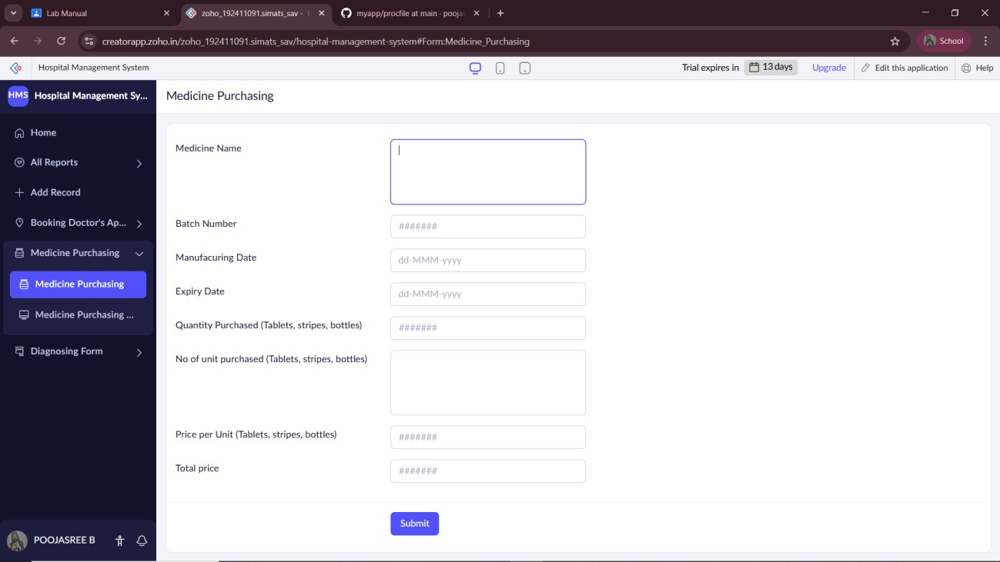 Lab Manual
zoho_192411091.simats_sav -
myapp/procfile at main · pooja
creatorapp.zoho.in/zoho_192411091.simats_sav/hospital-management-system#Form:Medicine_Purchasing
School
Hospital Management System
Trial expires in 13 days Upgrade Edit this application Help
HMS Hospital Management Sy...
Medicine Purchasing
Home
All Reports
Add Record
Booking Doctor's Ap...
Medicine Purchasing
Medicine Purchasing
Medicine Purchasing ...
Diagnosing Form
POOJASREE B
Medicine Name
Batch Number
#######
Manufacuring Date
dd-MMM-yyyy
Expiry Date
dd-MMM-yyyy
Quantity Purchased (Tablets, stripes, bottles)
#######
No of unit purchased (Tablets, stripes, bottles)
Price per Unit (Tablets, stripes, bottles)
#######
Total price
#######
Submit